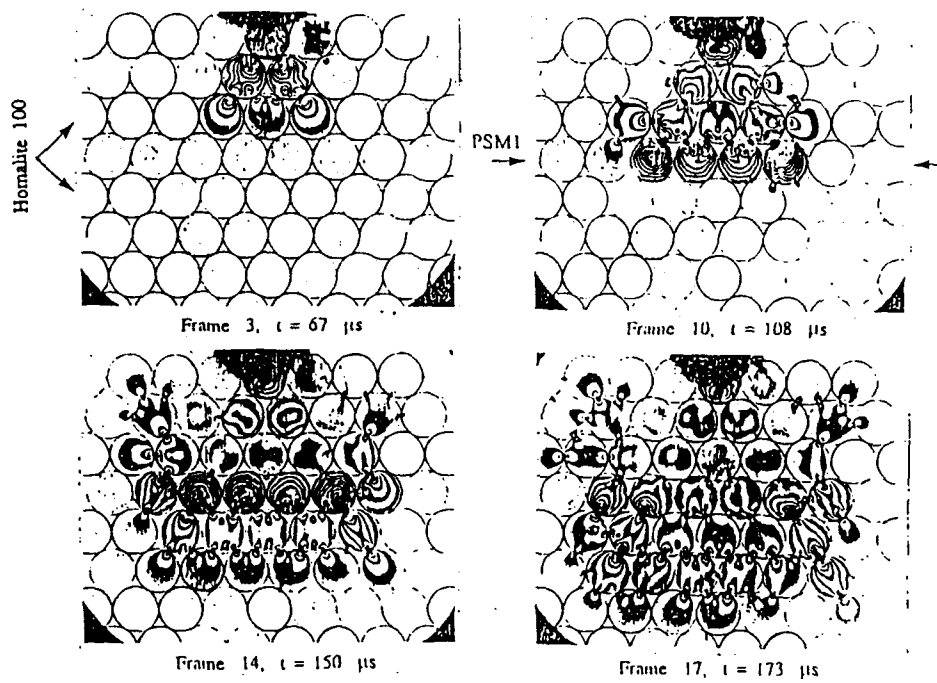 Homalite 100
PSM1
Frame 3, t = 67 μs
Frame 10, t = 108 μs
Frame 14, t = 150 μs
Frame 17, t = 173 μs